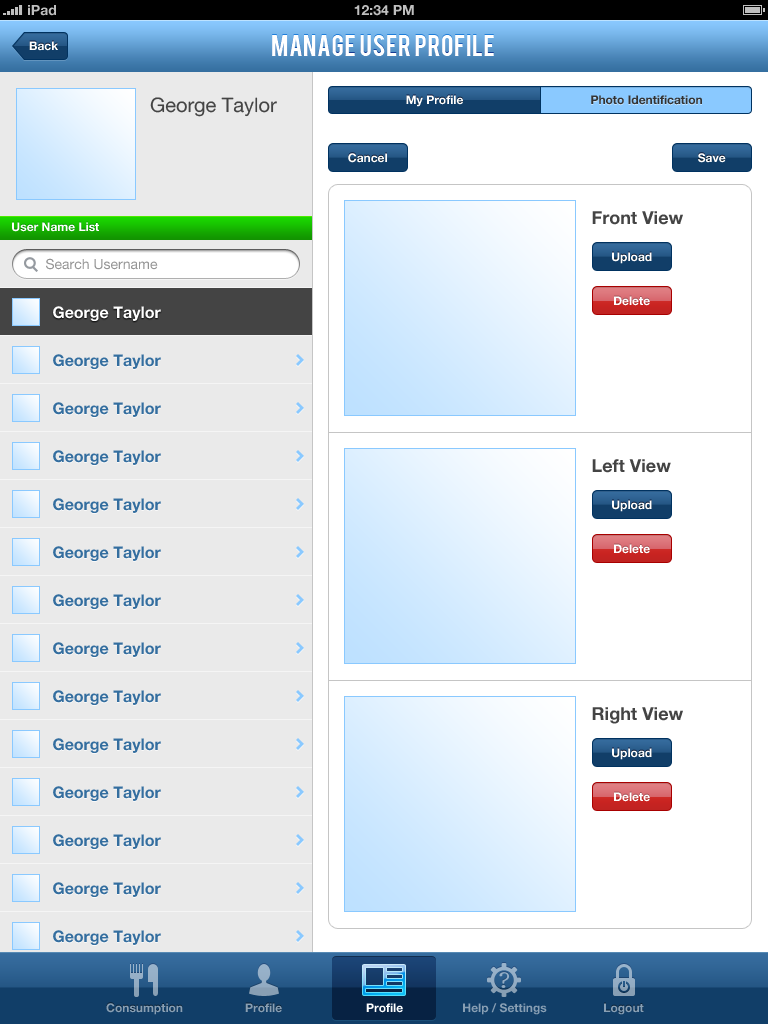 iPad
12:34 PM
Back
MANAGE USER PROFILE
George Taylor
User Name List
Search Username
George Taylor
George Taylor
George Taylor
George Taylor
George Taylor
George Taylor
George Taylor
George Taylor
George Taylor
George Taylor
George Taylor
George Taylor
George Taylor
George Taylor
My Profile
Photo Identification
Cancel
Save
Front View
Upload
Delete
Left View
Upload
Delete
Right View
Upload
Delete
Consumption
Profile
Profile
Help / Settings
Logout